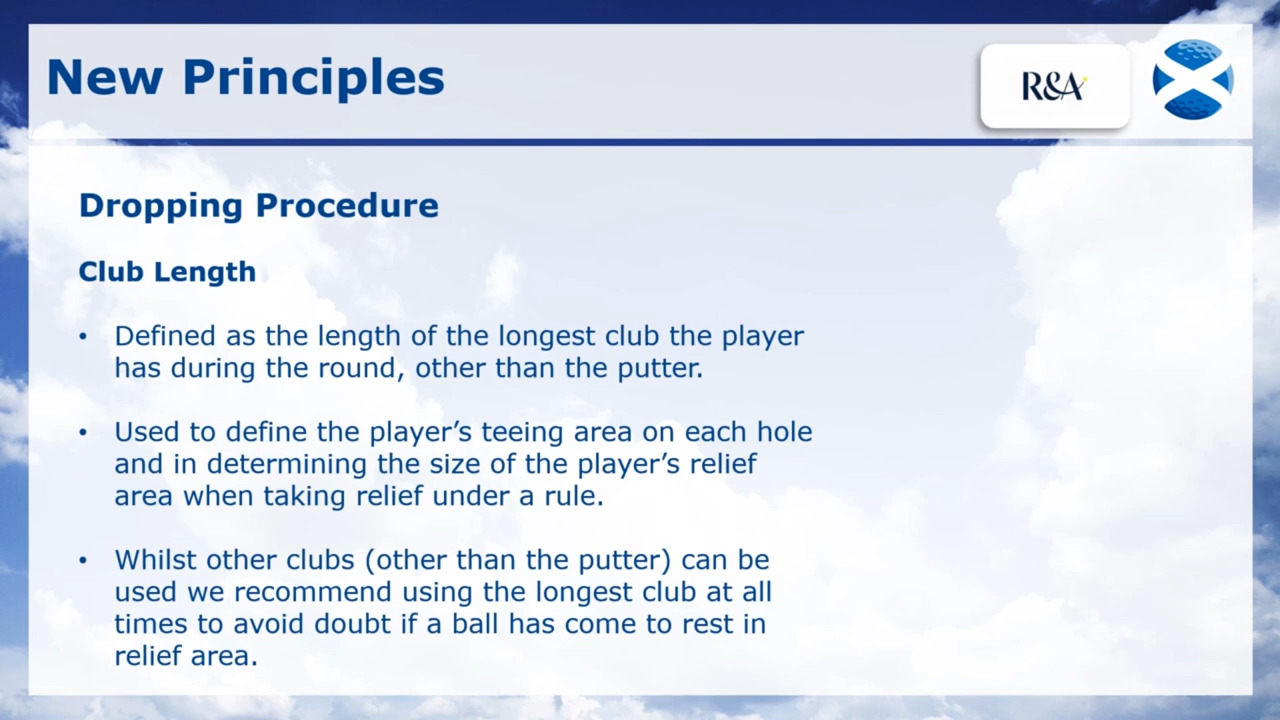 New Principles
R&A
Dropping Procedure
Club Length
• Defined as the length of the longest club the player
has during the round, other than the putter.
• Used to define the player’s teeing area on each hole
and in determining the size of the player’s relief
area when taking relief under a rule.
• Whilst other clubs (other than the putter) can be
used we recommend using the longest club at all
times to avoid doubt if a ball has come to rest in
relief area.